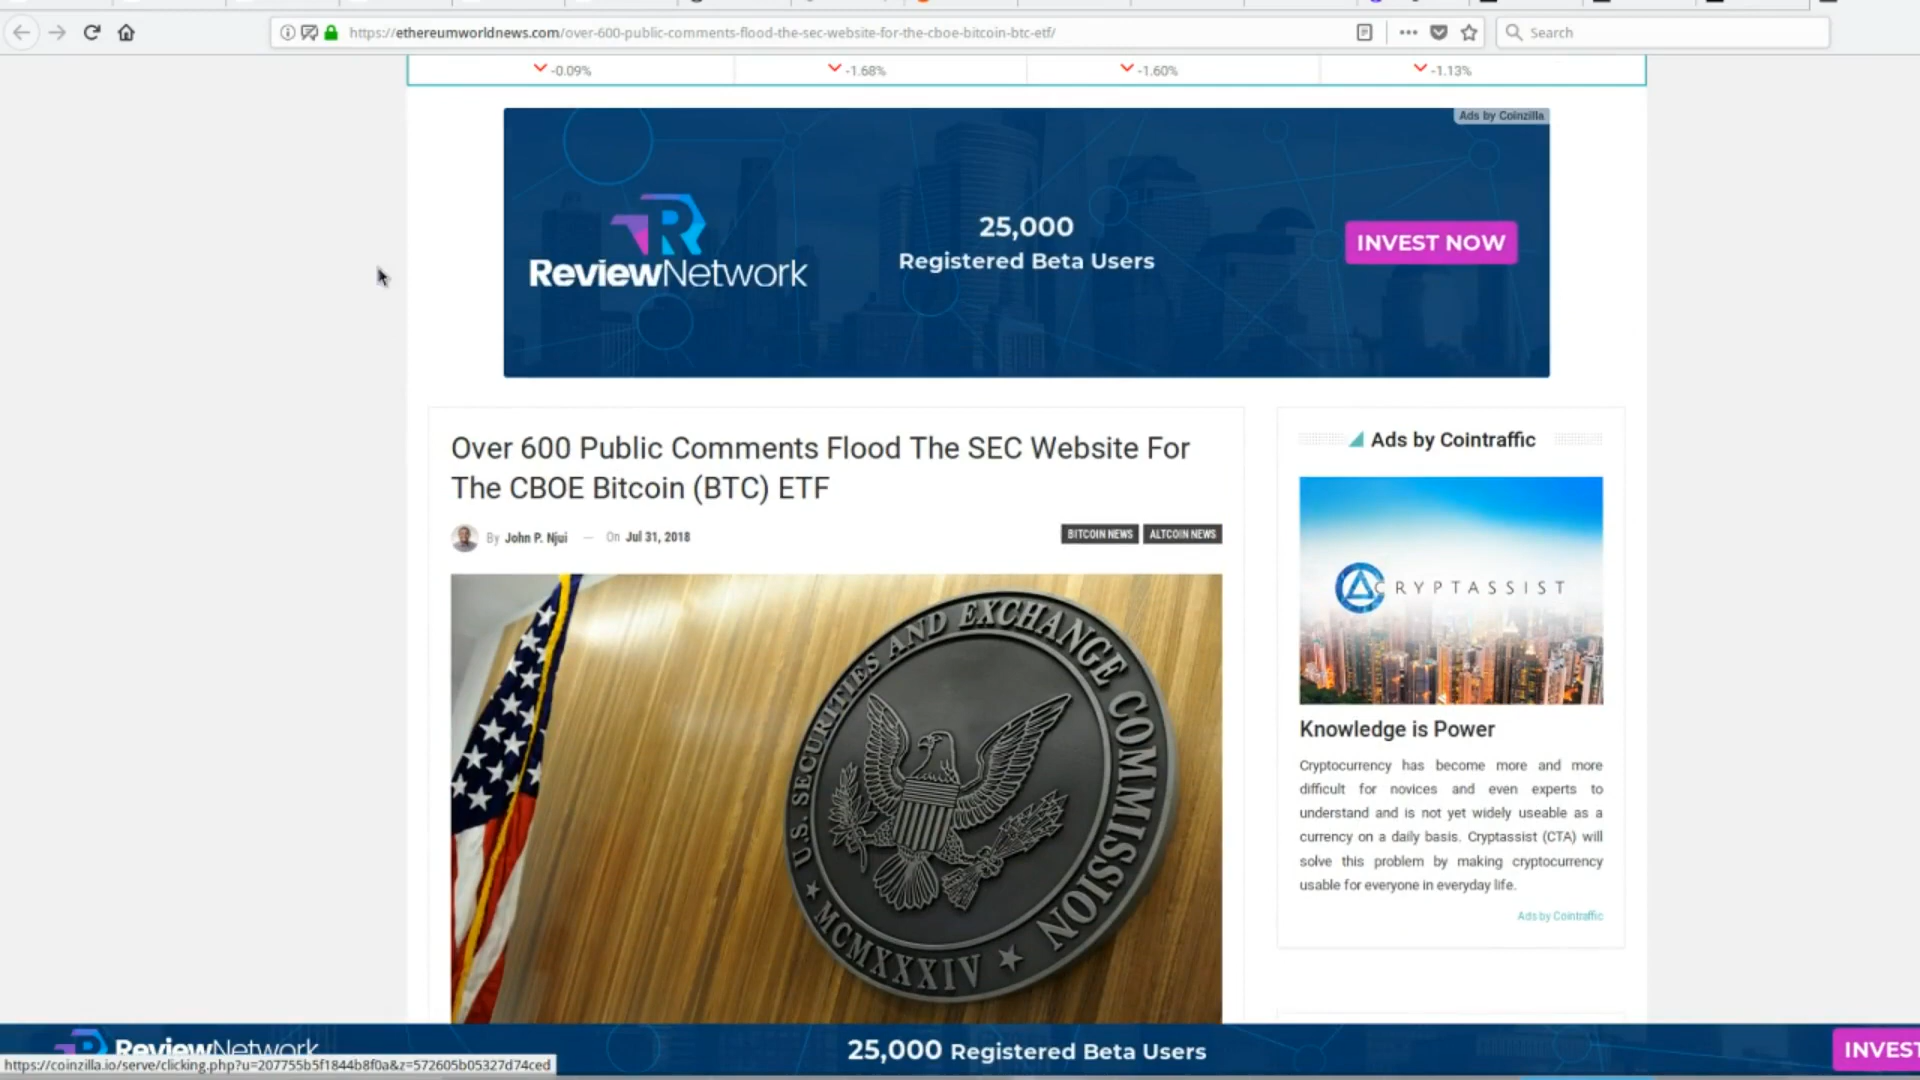 https://ethereumworldnews.com/over-600-public-comments-flood-the-sec-website-for-the-cboe-bitcoin-btc-etf/
Search
-0.09%
-1.68%
-1.60%
-1.13%
Ads by Coinzilla
ReviewNetwork
25,000
Registered Beta Users
INVEST NOW
Over 600 Public Comments Flood The SEC Website For
The CBOE Bitcoin (BTC) ETF
By John P. Njui — On Jul 31, 2018
BITCOIN NEWS
ALTCOIN NEWS
U.S. SECURITIES AND EXCHANGE COMMISSION
MCMXXXIV
Ads by Cointraffic
CRYPTASSIST
Knowledge is Power
Cryptocurrency has become more and more
difficult for novices and even experts to
understand and is not yet widely useable as a
currency on a daily basis. Cryptassist (CTA) will
solve this problem by making cryptocurrency
usable for everyone in everyday life.
Ads by Cointraffic
ReviewNetwork
25,000 Registered Beta Users
INVEST
https://coinzilla.io/serve/clicking.php?u=207755b5f1844b8f0a&z=572605b05327d74ced